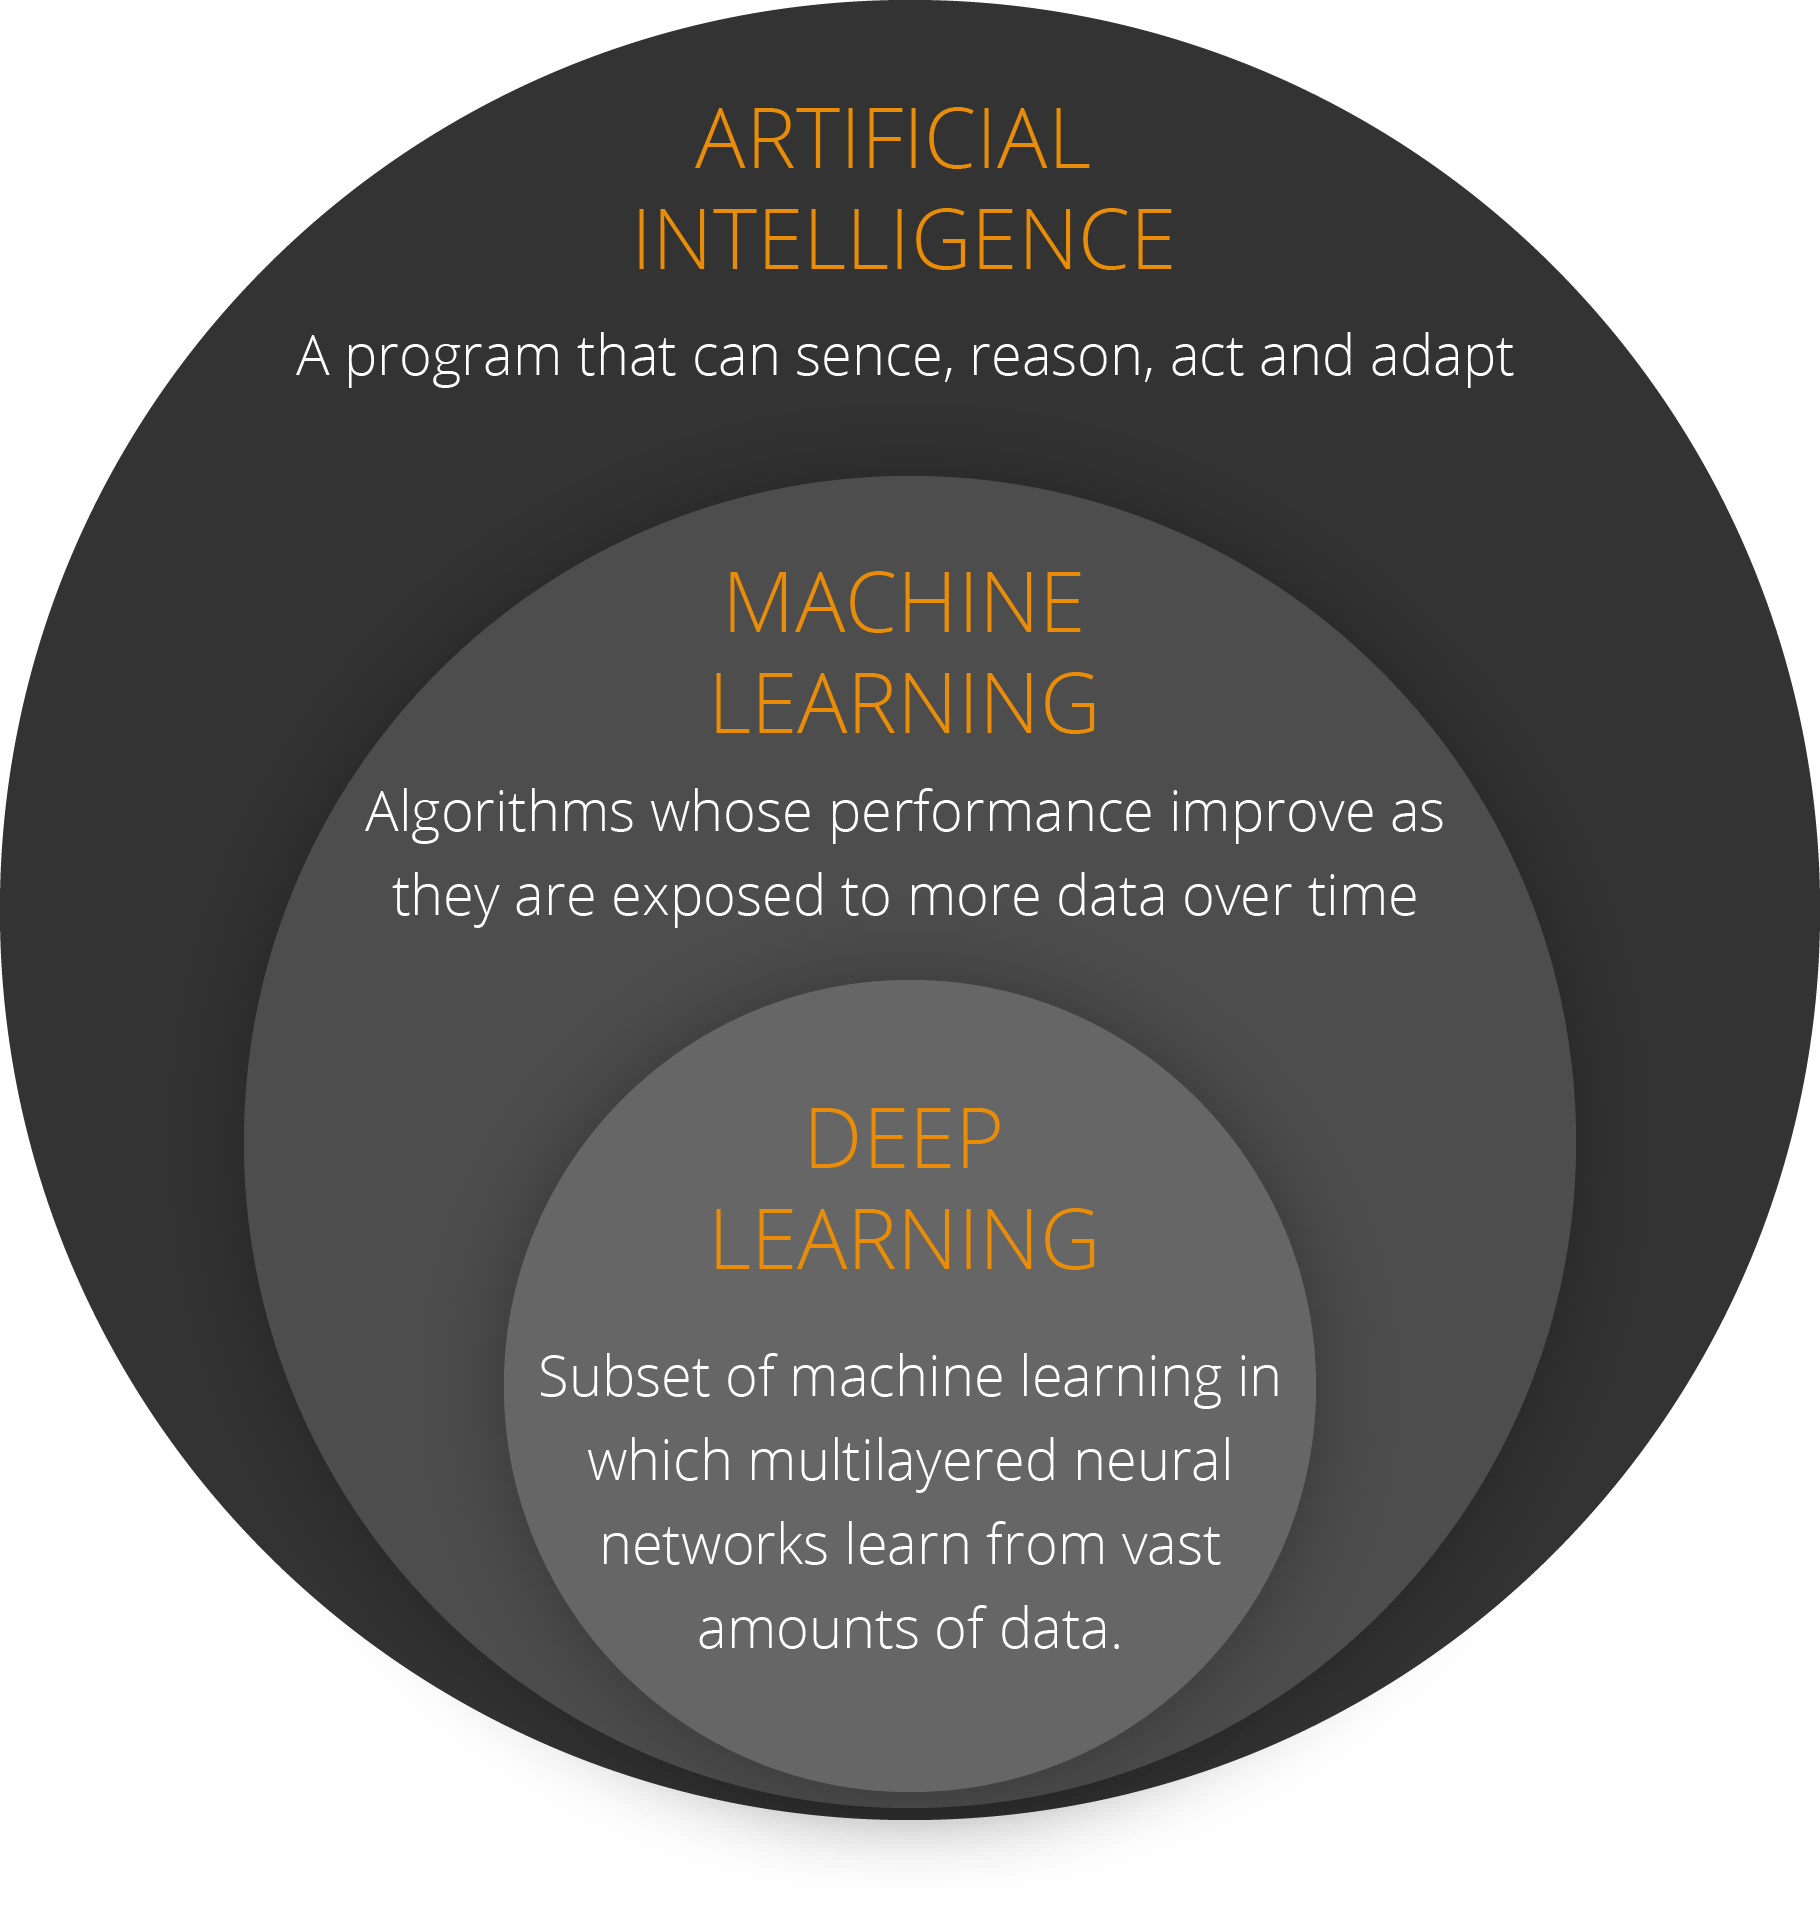 ARTIFICIAL
INTELLIGENCE
A program that can sence, reason, act and adapt
MACHINE
LEARNING
Algorithms whose performance improve as
they are exposed to more data over time
DEEP
LEARNING
Subset of machine learning in
which multilayered neural
networks learn from vast
amounts of data.